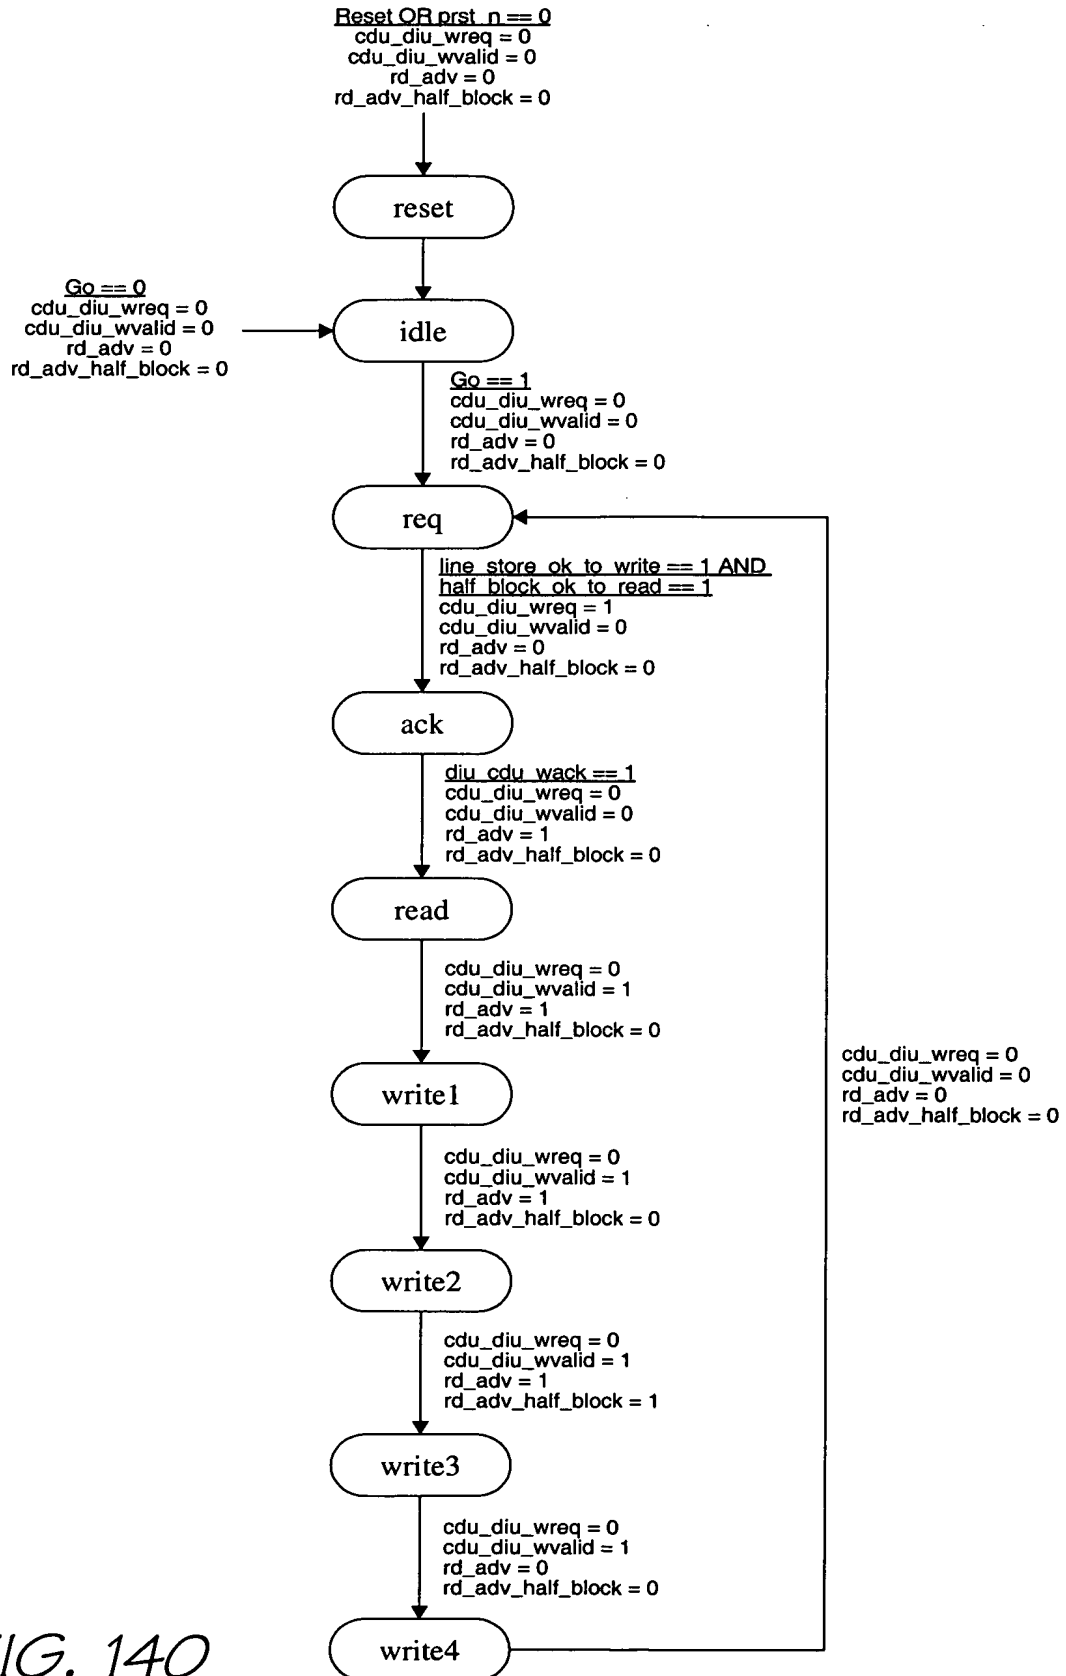 Reset OR prst_n == 0
cdu_diu_wreq = 0
cdu_diu_wvalid = 0
rd_adv = 0
rd_adv_half_block = 0
reset
Go == 0
cdu_diu_wreq = 0
cdu_diu_wvalid = 0
rd_adv = 0
rd_adv_half_block = 0
idle
Go == 1
cdu_diu_wreq = 0
cdu_diu_wvalid = 0
rd_adv = 0
rd_adv_half_block = 0
req
line_store_ok_to_write == 1 AND
half_block_ok_to_read == 1
cdu_diu_wreq = 1
cdu_diu_wvalid = 0
rd_adv = 0
rd_adv_half_block = 0
ack
diu_cdu_wack == 1
cdu_diu_wreq = 0
cdu_diu_wvalid = 0
rd_adv = 1
rd_adv_half_block = 0
read
cdu_diu_wreq = 0
cdu_diu_wvalid = 1
rd_adv = 1
rd_adv_half_block = 0
cdu_diu_wreq = 0
cdu_diu_wvalid = 0
rd_adv = 0
rd_adv_half_block = 0
write1
cdu_diu_wreq = 0
cdu_diu_wvalid = 1
rd_adv = 1
rd_adv_half_block = 0
write2
cdu_diu_wreq = 0
cdu_diu_wvalid = 1
rd_adv = 1
rd_adv_half_block = 1
write3
cdu_diu_wreq = 0
cdu_diu_wvalid = 1
rd_adv = 0
rd_adv_half_block = 0
write4
FIG. 140